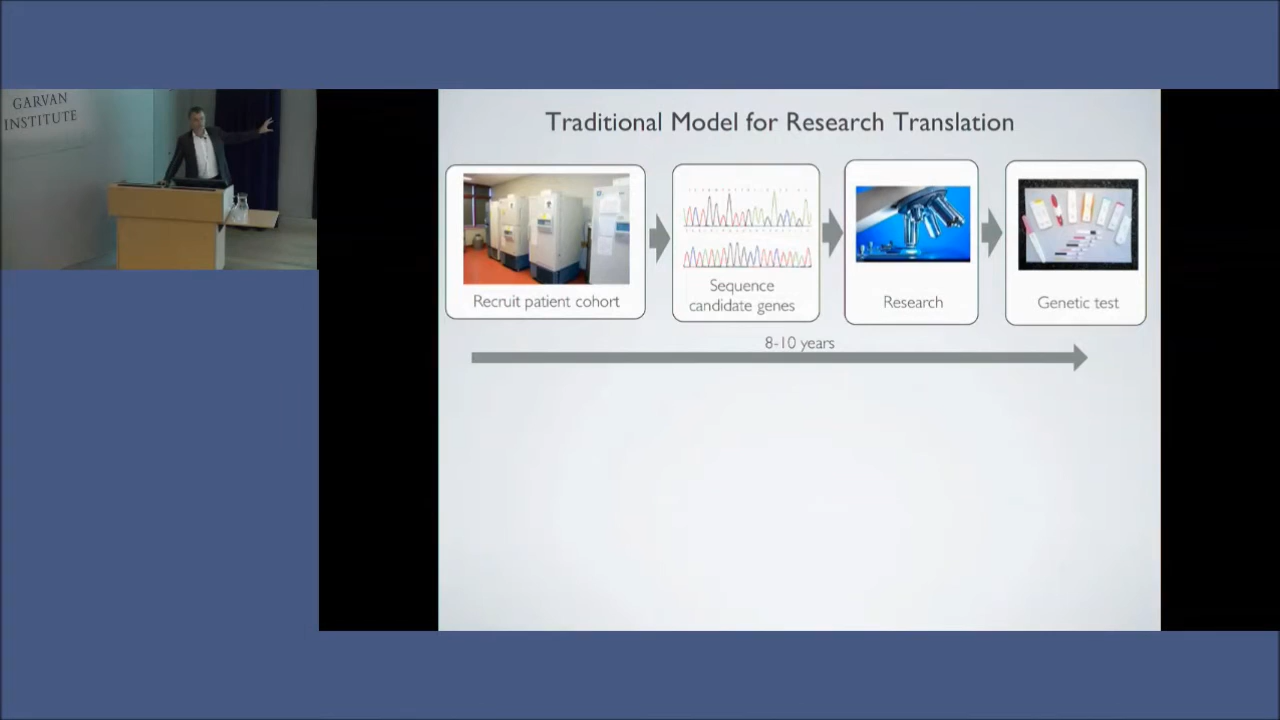 GARVAN
INSTITUTE
Traditional Model for Research Translation
Recruit patient cohort
Sequence
candidate genes
Research
Genetic test
8-10 years